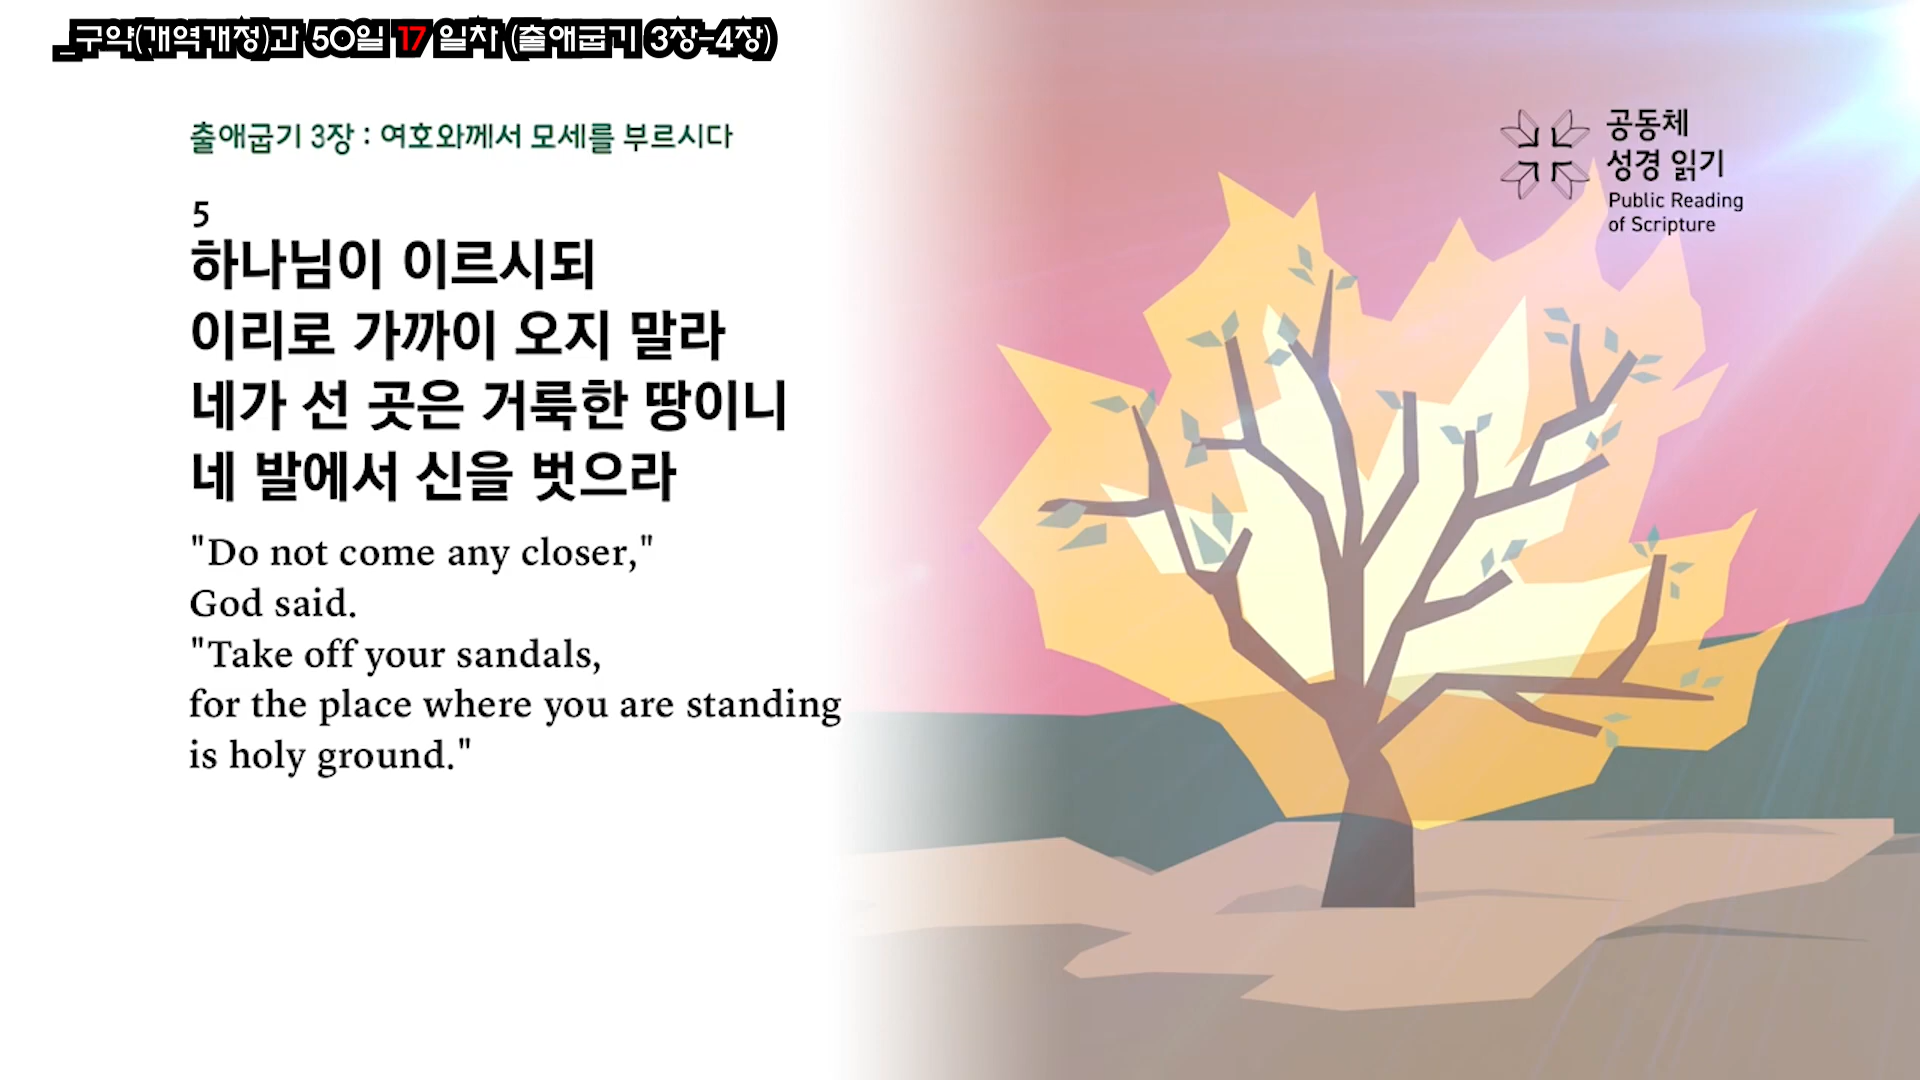 _구약(개역개정)과 50일 17 일차 (출애굽기 3장-4장)
출애굽기 3장 : 여호와께서 모세를 부르시다
5
하나님이 이르시되
이리로 가까이 오지 말라
네가 선 곳은 거룩한 땅이니
네 발에서 신을 벗으라
"Do not come any closer,"
God said.
"Take off your sandals,
for the place where you are standing
is holy ground."
공동체
성경 읽기
Public Reading
of Scripture